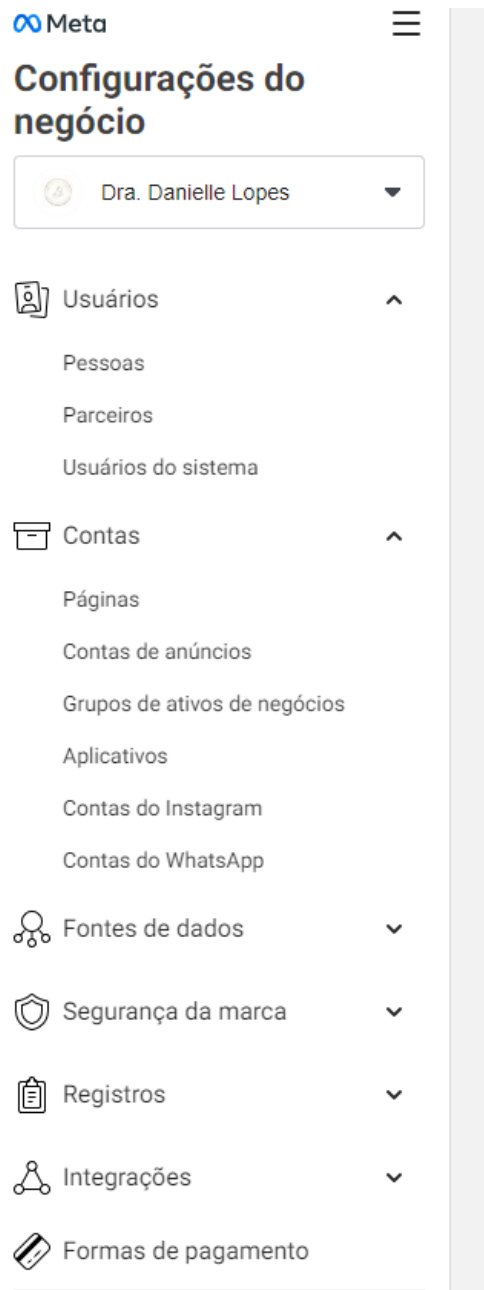 Meta
Configurações do
negócio
Dra. Danielle Lopes
Usuários
Pessoas
Parceiros
Usuários do sistema
Contas
Páginas
Contas de anúncios
Grupos de ativos de negócios
Aplicativos
Contas do Instagram
Contas do WhatsApp
Fontes de dados
Segurança da marca
Registros
Integrações
Formas de pagamento